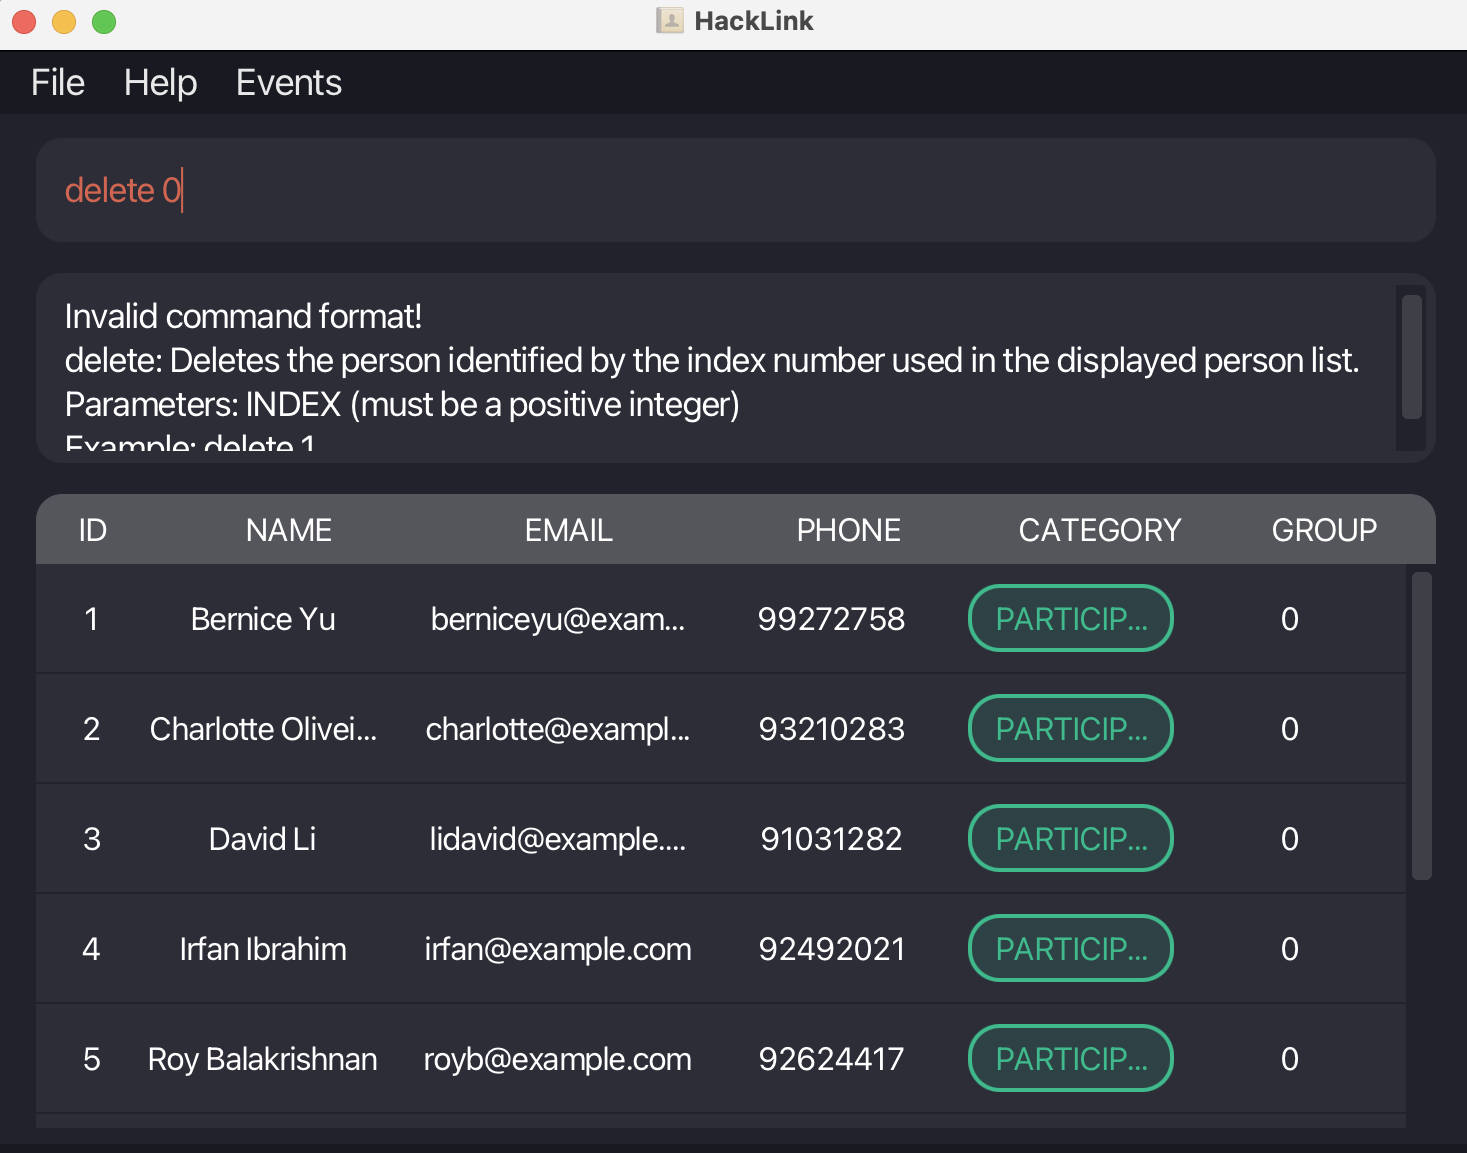 HackLink
File Help Events
delete 0
Invalid command format!
delete: Deletes the person identified by the index number used in the displayed person list.
Parameters: INDEX (must be a positive integer)
Example: delete 1
ID NAME EMAIL PHONE CATEGORY GROUP
1 Bernice Yu berniceyu@exam... 99272758 PARTICIP... 0
2 Charlotte Olivei... charlotte@exampl... 93210283 PARTICIP... 0
3 David Li lidavid@example.... 91031282 PARTICIP... 0
4 Irfan Ibrahim irfan@example.com 92492021 PARTICIP... 0
5 Roy Balakrishnan royb@example.com 92624417 PARTICIP... 0